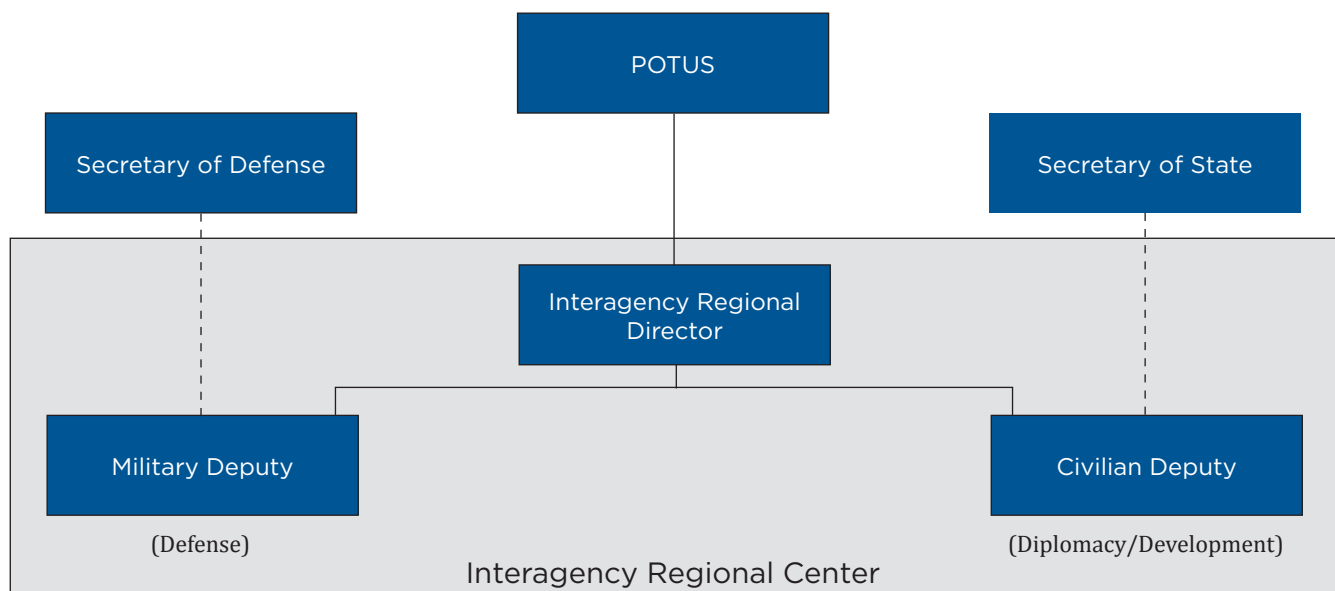 POTUS
Secretary of Defense
Secretary of State
Interagency Regional
Director
Military Deputy
Civilian Deputy
(Defense)
(Diplomacy/Development)
Interagency Regional Center